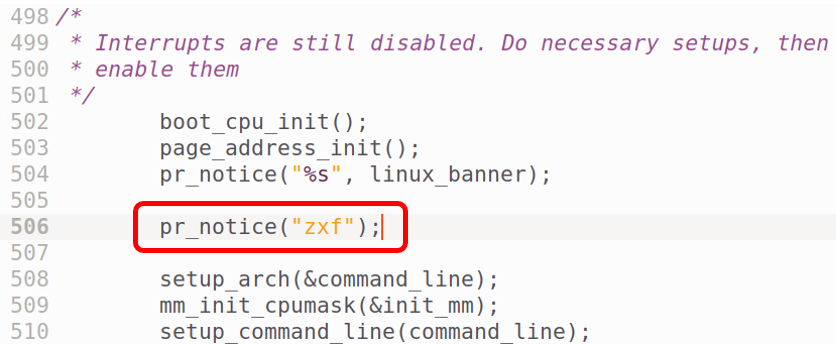 498 /*
499  * Interrupts are still disabled. Do necessary setups, then
500  * enable them
501  */
502         boot_cpu_init();
503         page_address_init();
504         pr_notice("%s", linux_banner);
505
506         pr_notice("zxf");
507
508         setup_arch(&command_line);
509         mm_init_cpumask(&init_mm);
510         setup_command_line(command_line);